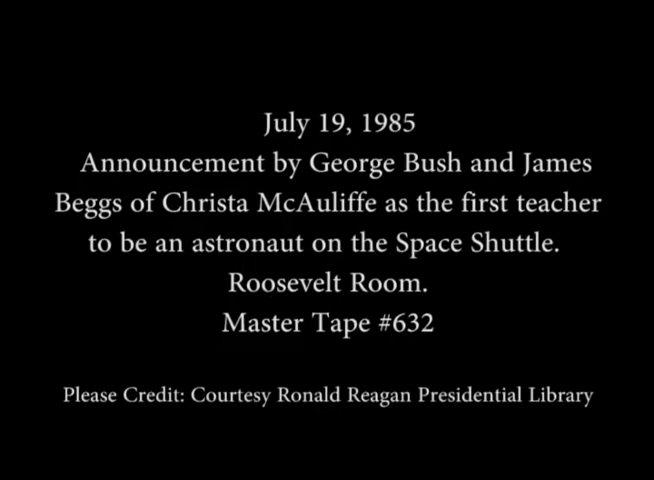 July 19, 1985
Announcement by George Bush and James
Beggs of Christa McAuliffe as the first teacher
to be an astronaut on the Space Shuttle.
Roosevelt Room.
Master Tape #632
Please Credit: Courtesy Ronald Reagan Presidential Library